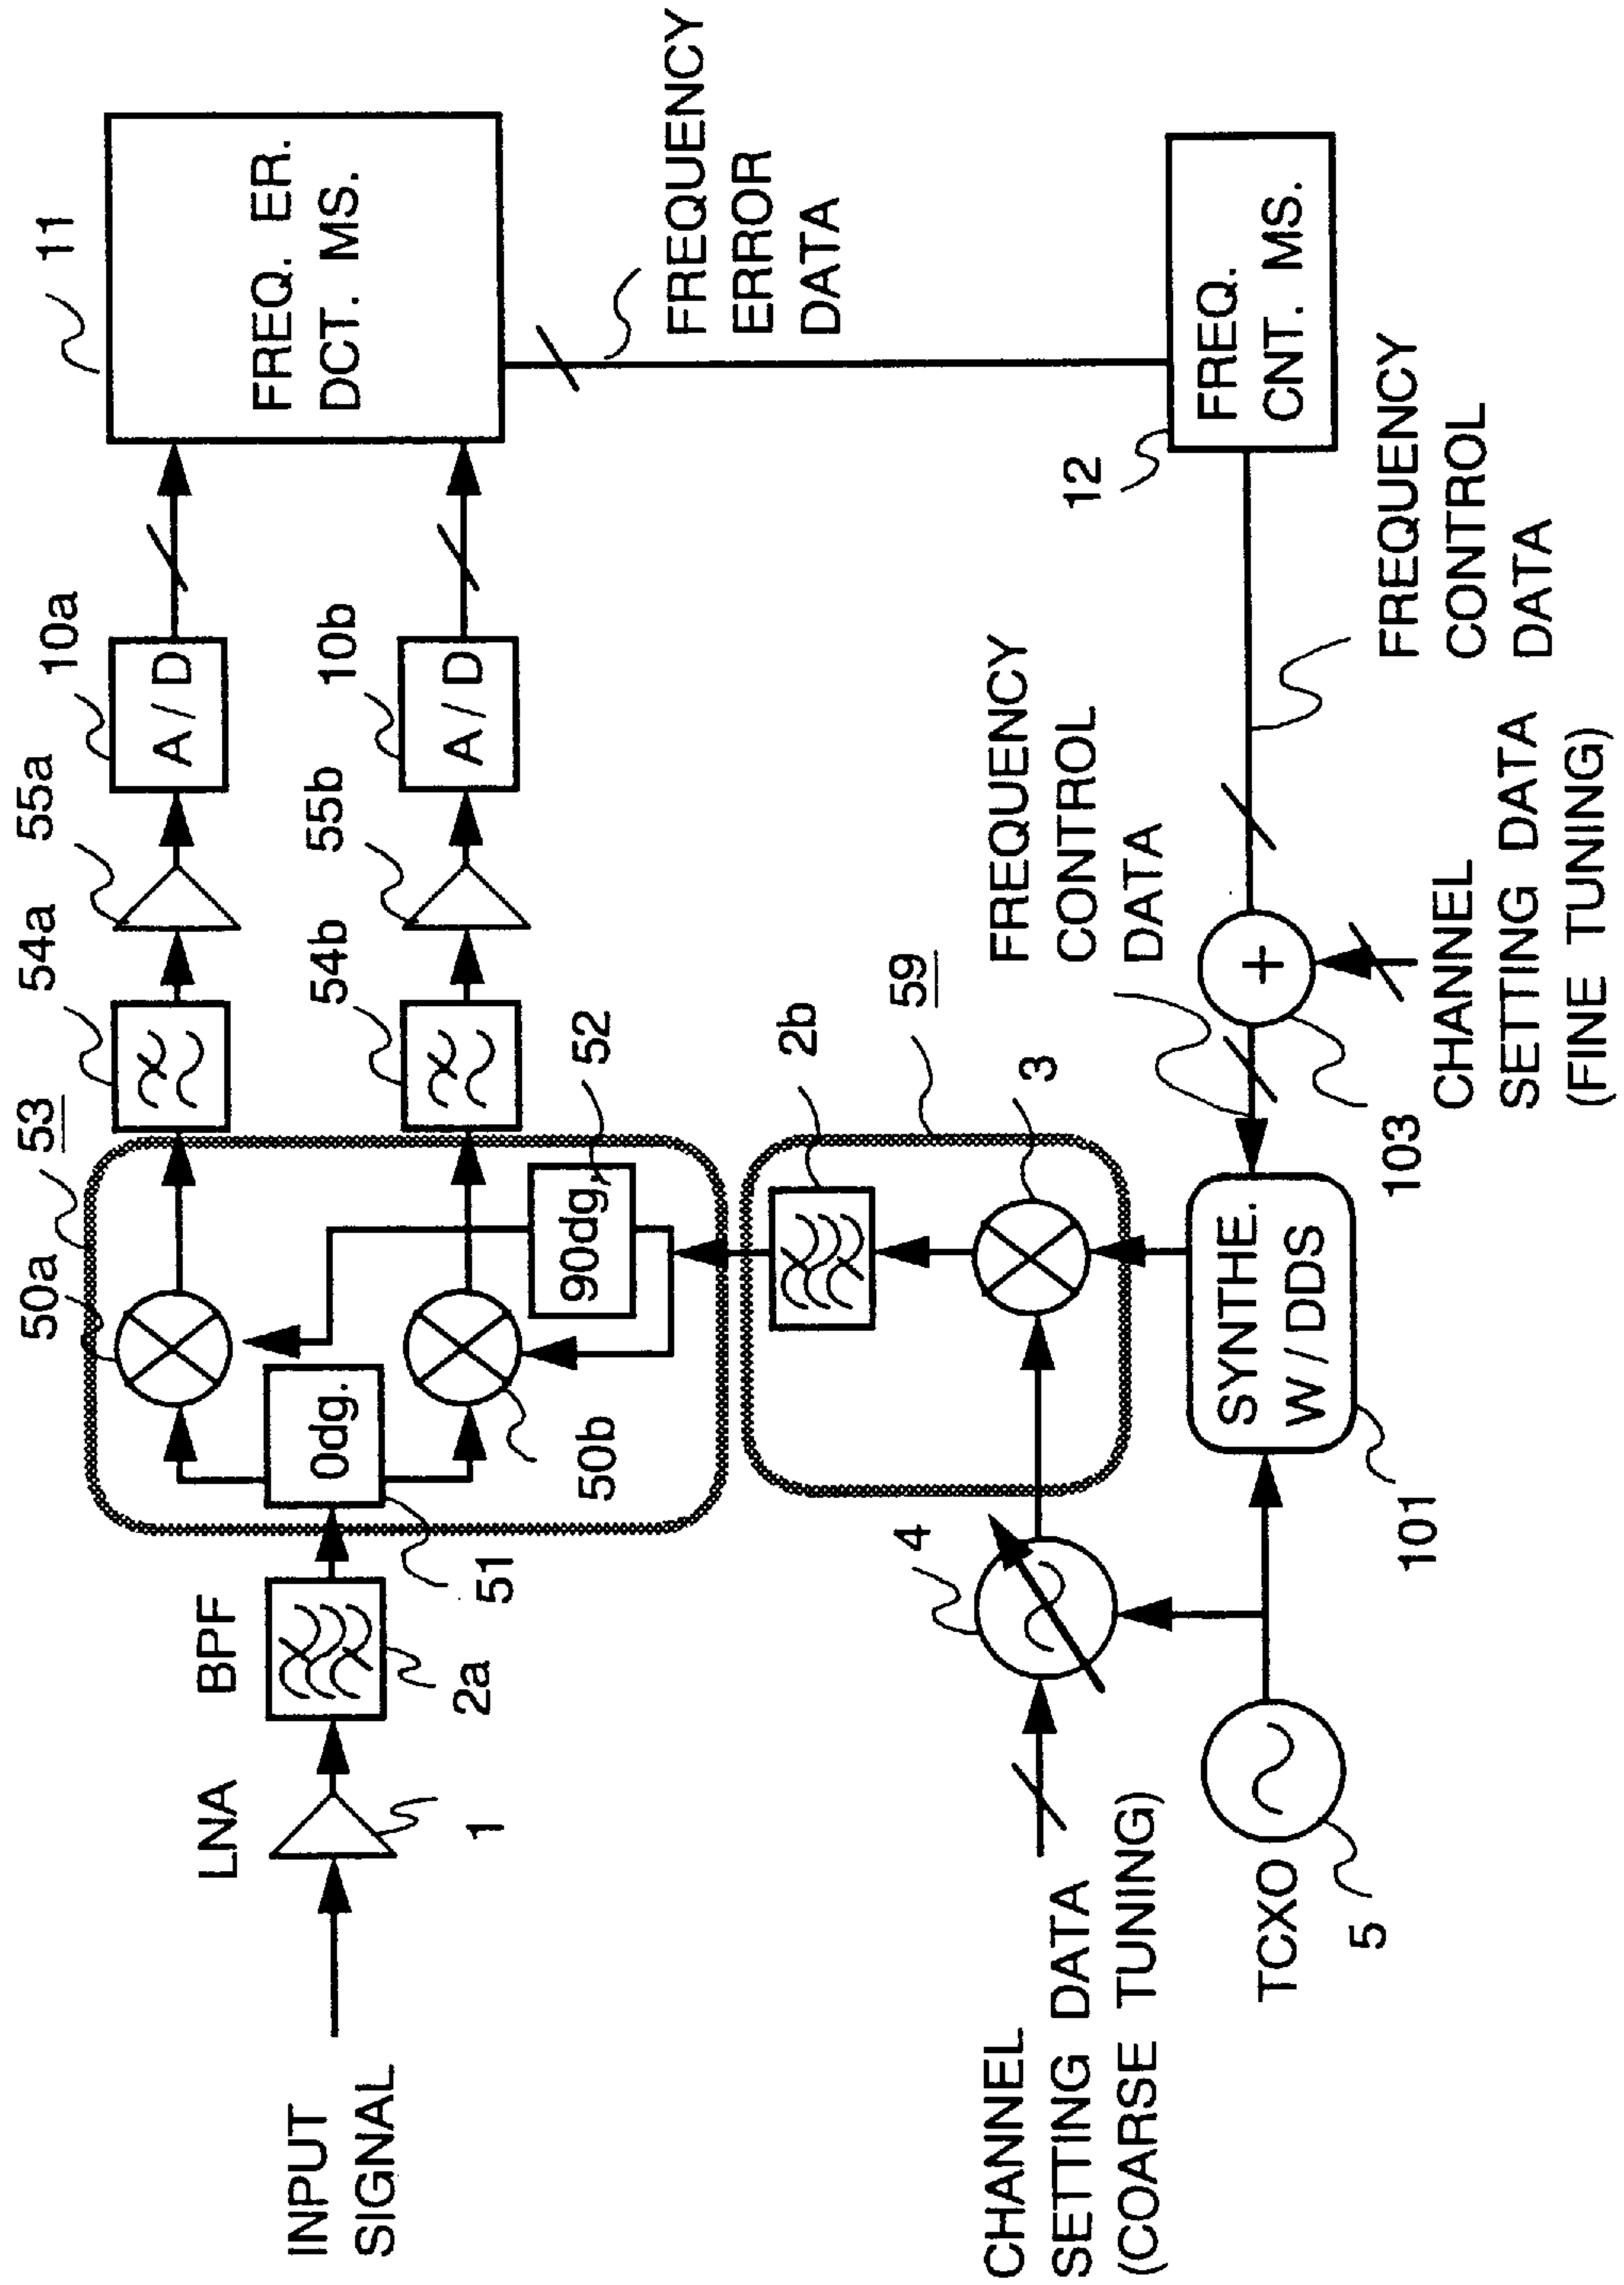 INPUT
SIGNAL
LNA
1
BPF
2a
51
0dg.
50a
53
50b
90dg.
52
54a
55a
10a
A/D
54b
55b
10b
A/D
11
FREQ. ER.
DCT. MS.
FREQUENCY
ERROR
DATA
CHANNEL
SETTING DATA
(COARSE TUNING)
4
3
2b
59
TCXO
5
101
SYNTHE.
W/DDS
103
+
FREQUENCY
CONTROL
DATA
CHANNEL
SETTING DATA
(FINE TUNING)
FREQUENCY
CONTROL
DATA
12
FREQ.
CNT. MS.